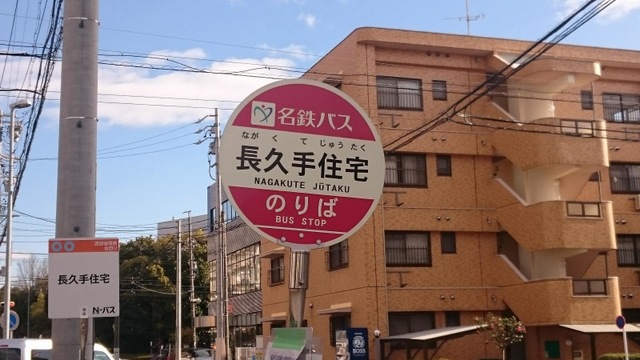 名鉄バス
ながくてじゅうたく
長久手住宅
NAGAKUTE JŪTAKU
のりば
BUS STOP
長久手住宅
N-バス
BOSS